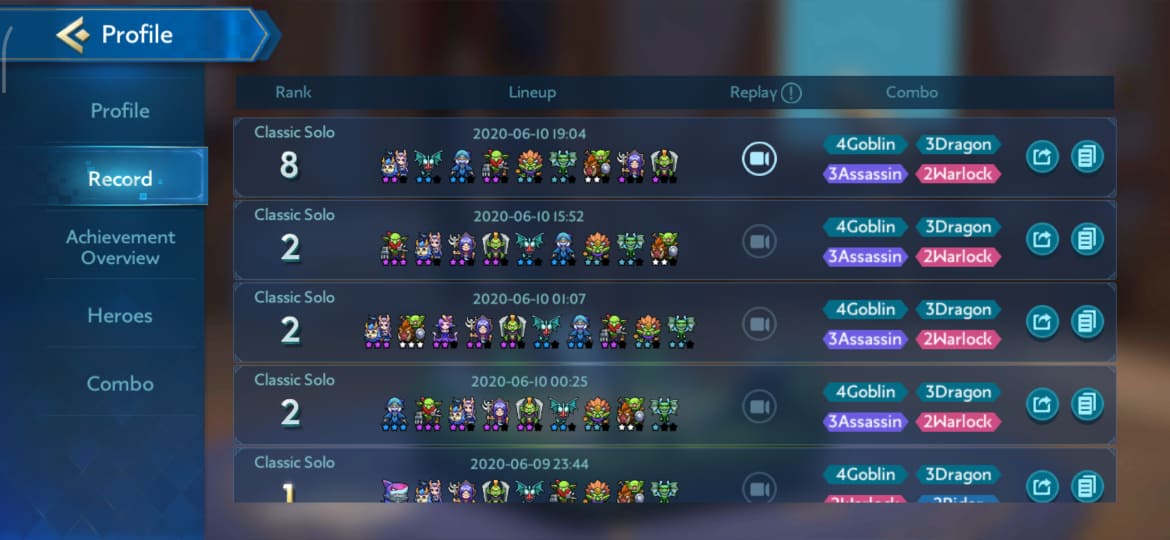 Profile
Profile
Record
Achievement
Overview
Heroes
Combo
Rank Lineup Replay Combo
Classic Solo 2020-06-10 19:04
8
4Goblin 3Dragon
3Assassin 2Warlock
Classic Solo 2020-06-10 15:52
2
4Goblin 3Dragon
3Assassin 2Warlock
Classic Solo 2020-06-10 01:07
2
4Goblin 3Dragon
3Assassin 2Warlock
Classic Solo 2020-06-10 00:25
2
4Goblin 3Dragon
3Assassin 2Warlock
Classic Solo 2020-06-09 23:44
1
4Goblin 3Dragon
2Warlock